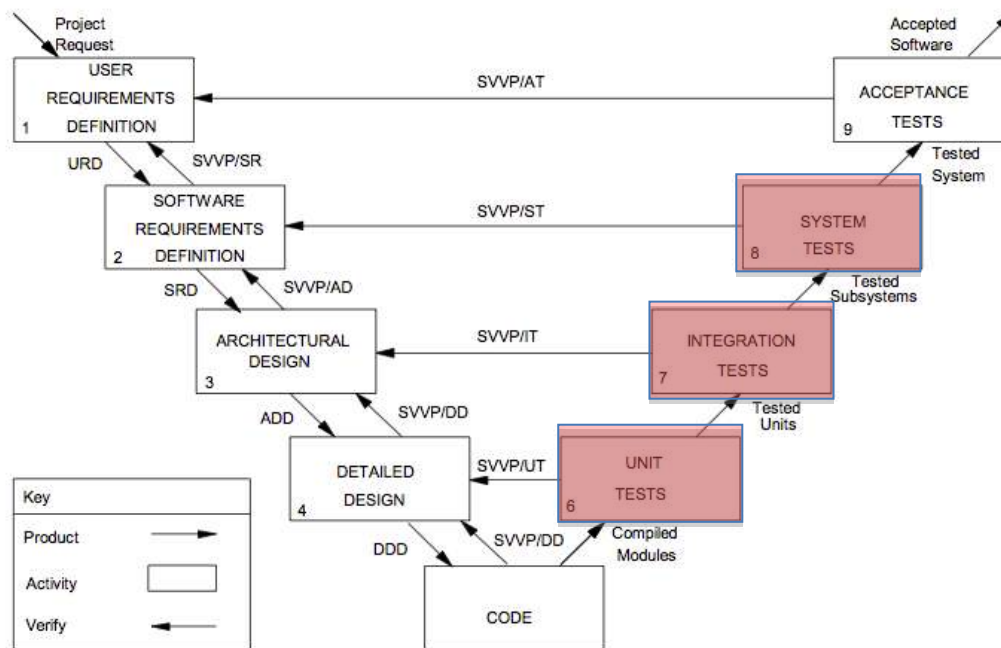 Project
Request
Accepted
Software
USER
REQUIREMENTS
DEFINITION
1
SVVP/AT
ACCEPTANCE
TESTS
9
URD
SVVP/SR
Tested
System
SOFTWARE
REQUIREMENTS
DEFINITION
2
SVVP/ST
SYSTEM
TESTS
8
SRD
SVVP/AD
Tested
Subsystems
ARCHITECTURAL
DESIGN
3
SVVP/IT
INTEGRATION
TESTS
7
ADD
SVVP/DD
Tested
Units
DETAILED
DESIGN
4
SVVP/UT
UNIT
TESTS
6
DDD
SVVP/DD
Compiled
Modules
CODE
Key
Product
Activity
Verify